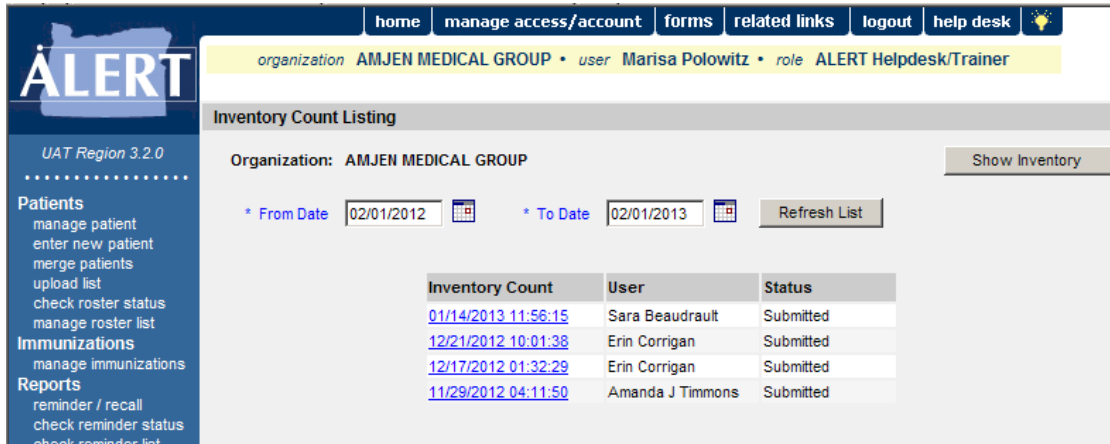 home manage access/account forms related links logout help desk
organization AMJEN MEDICAL GROUP • user Marisa Polowitz • role ALERT Helpdesk/Trainer
ALERT
Inventory Count Listing
UAT Region 3.2.0
Organization: AMJEN MEDICAL GROUP Show Inventory
* From Date 02/01/2012 * To Date 02/01/2013 Refresh List
Patients
manage patient
enter new patient
merge patients
upload list
check roster status
manage roster list
Immunizations
manage immunizations
Reports
reminder / recall
check reminder status
check reminder list
Inventory Count User Status
01/14/2013 11:56:15 Sara Beaudrault Submitted
12/21/2012 10:01:38 Erin Corrigan Submitted
12/17/2012 01:32:29 Erin Corrigan Submitted
11/29/2012 04:11:50 Amanda J Timmons Submitted